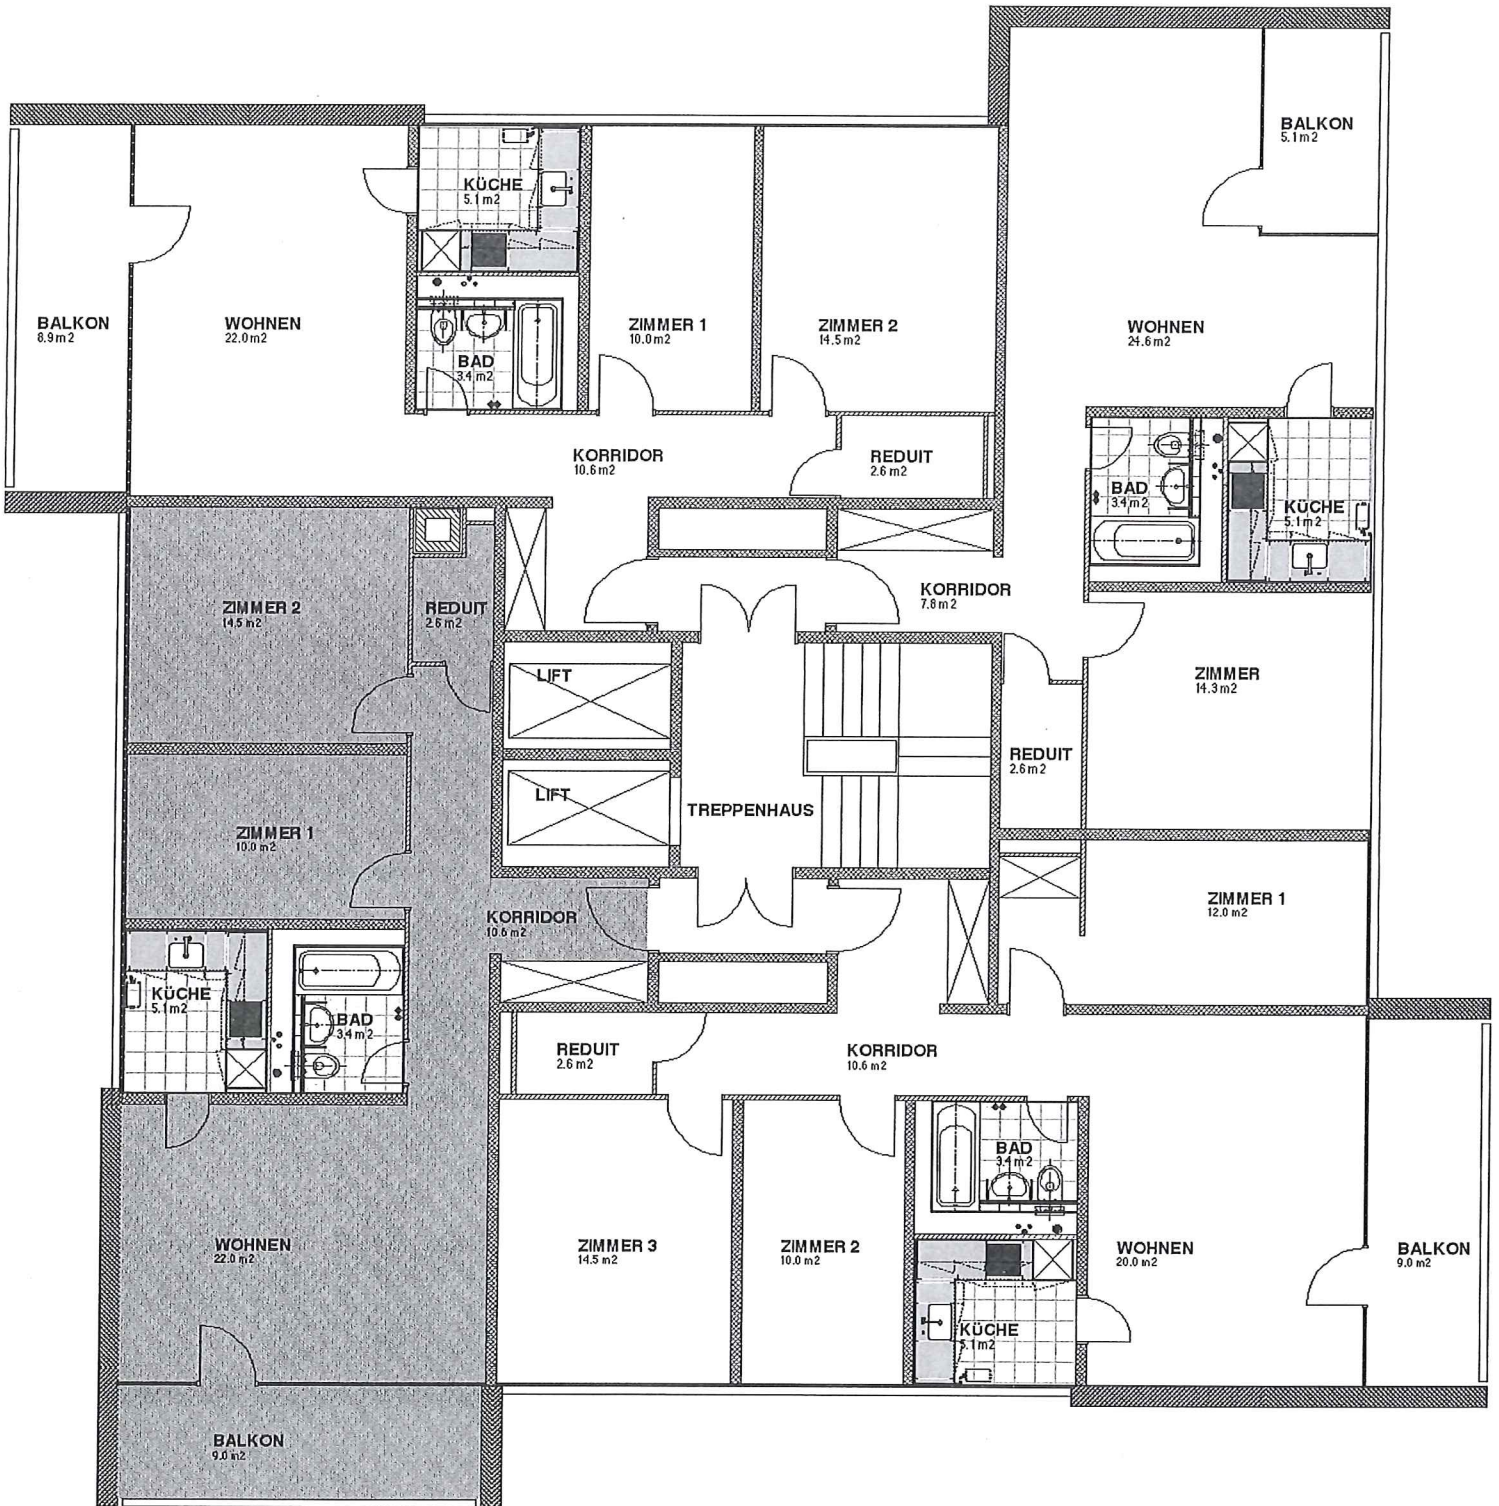 BALKON
8.9 m2
WOHNEN
22.0 m2
KÜCHE
5.1 m2
BAD
3.4 m2
ZIMMER 1
10.0 m2
ZIMMER 2
14.5 m2
KORRIDOR
10.6 m2
REDUIT
2.6 m2
BALKON
5.1 m2
WOHNEN
24.6 m2
BAD
3.4 m2
KÜCHE
5.1 m2
KORRIDOR
7.8 m2
ZIMMER
14.3 m2
REDUIT
2.6 m2
ZIMMER 2
14.5 m2
REDUIT
2.6 m2
LIFT
LIFT
TREPPENHAUS
ZIMMER 1
10.0 m2
KORRIDOR
10.6 m2
KÜCHE
5.1 m2
BAD
3.4 m2
WOHNEN
22.0 m2
BALKON
9.0 m2
ZIMMER 1
12.0 m2
REDUIT
2.6 m2
KORRIDOR
10.6 m2
ZIMMER 3
14.5 m2
ZIMMER 2
10.0 m2
BAD
3.4 m2
KÜCHE
5.1 m2
WOHNEN
20.0 m2
BALKON
9.0 m2